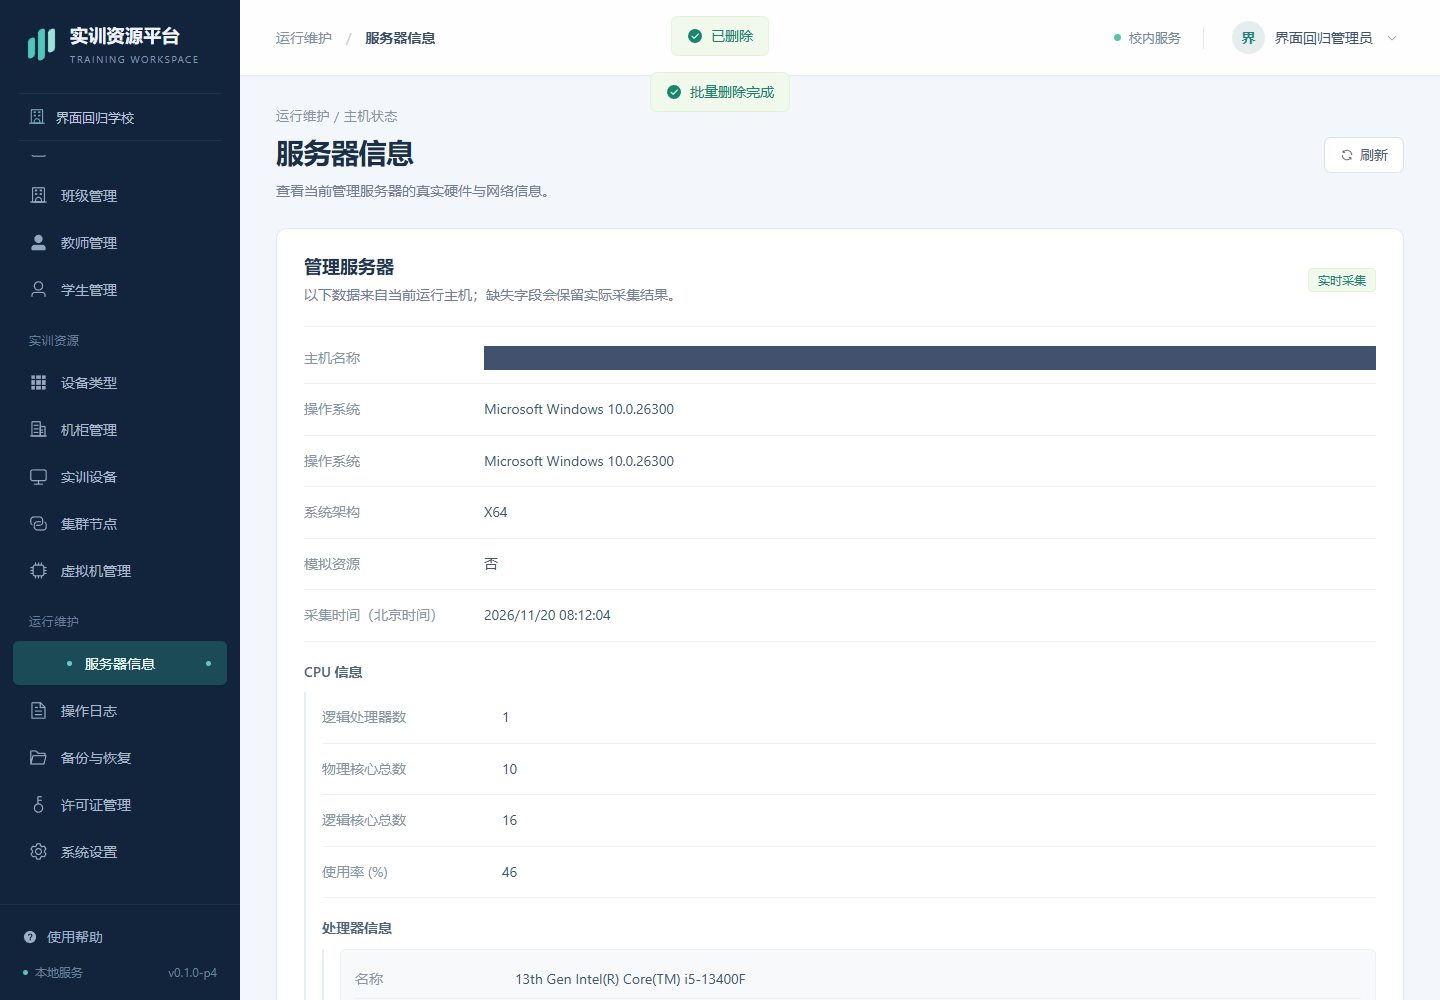 实训资源平台
TRAINING WORKSPACE
界面回归学校
班级管理
教师管理
学生管理
实训资源
设备类型
机柜管理
实训设备
集群节点
虚拟机管理
运行维护
服务器信息
操作日志
备份与恢复
许可证管理
系统设置
使用帮助
本地服务 v0.1.0-p4
运行维护 / 服务器信息
已删除
批量删除完成
校内服务
界 界面回归管理员
运行维护 / 主机状态
服务器信息
查看当前管理服务器的真实硬件与网络信息。
刷新
管理服务器
以下数据来自当前运行主机；缺失字段会保留实际采集结果。
实时采集
主机名称
操作系统 Microsoft Windows 10.0.26300
操作系统 Microsoft Windows 10.0.26300
系统架构 X64
模拟资源 否
采集时间（北京时间） 2026/11/20 08:12:04
CPU 信息
逻辑处理器数 1
物理核心总数 10
逻辑核心总数 16
使用率 (%) 46
处理器信息
名称 13th Gen Intel(R) Core(TM) i5-13400F